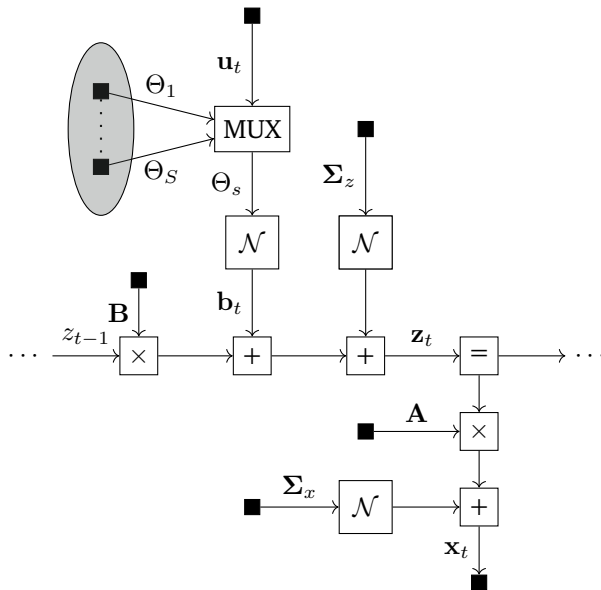 u_t
Θ_1
MUX
Θ_S
Θ_s
Σ_z
𝒩
𝒩
B
b_t
⋯ z_{t−1} × + + z_t = ⋯
A
×
Σ_x
𝒩
+
x_t